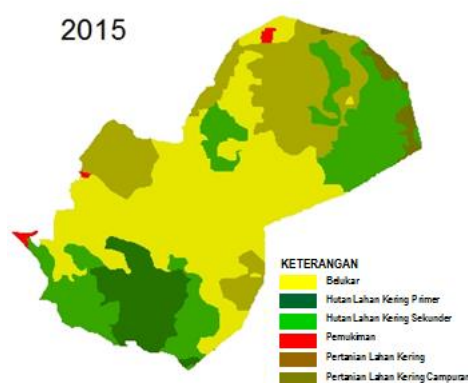 2015
KETERANGAN
Belukar
Hutan Lahan Kering Primer
Hutan Lahan Kering Sekunder
Pemukiman
Pertanian Lahan Kering
Pertanian Lahan Kering Campuran